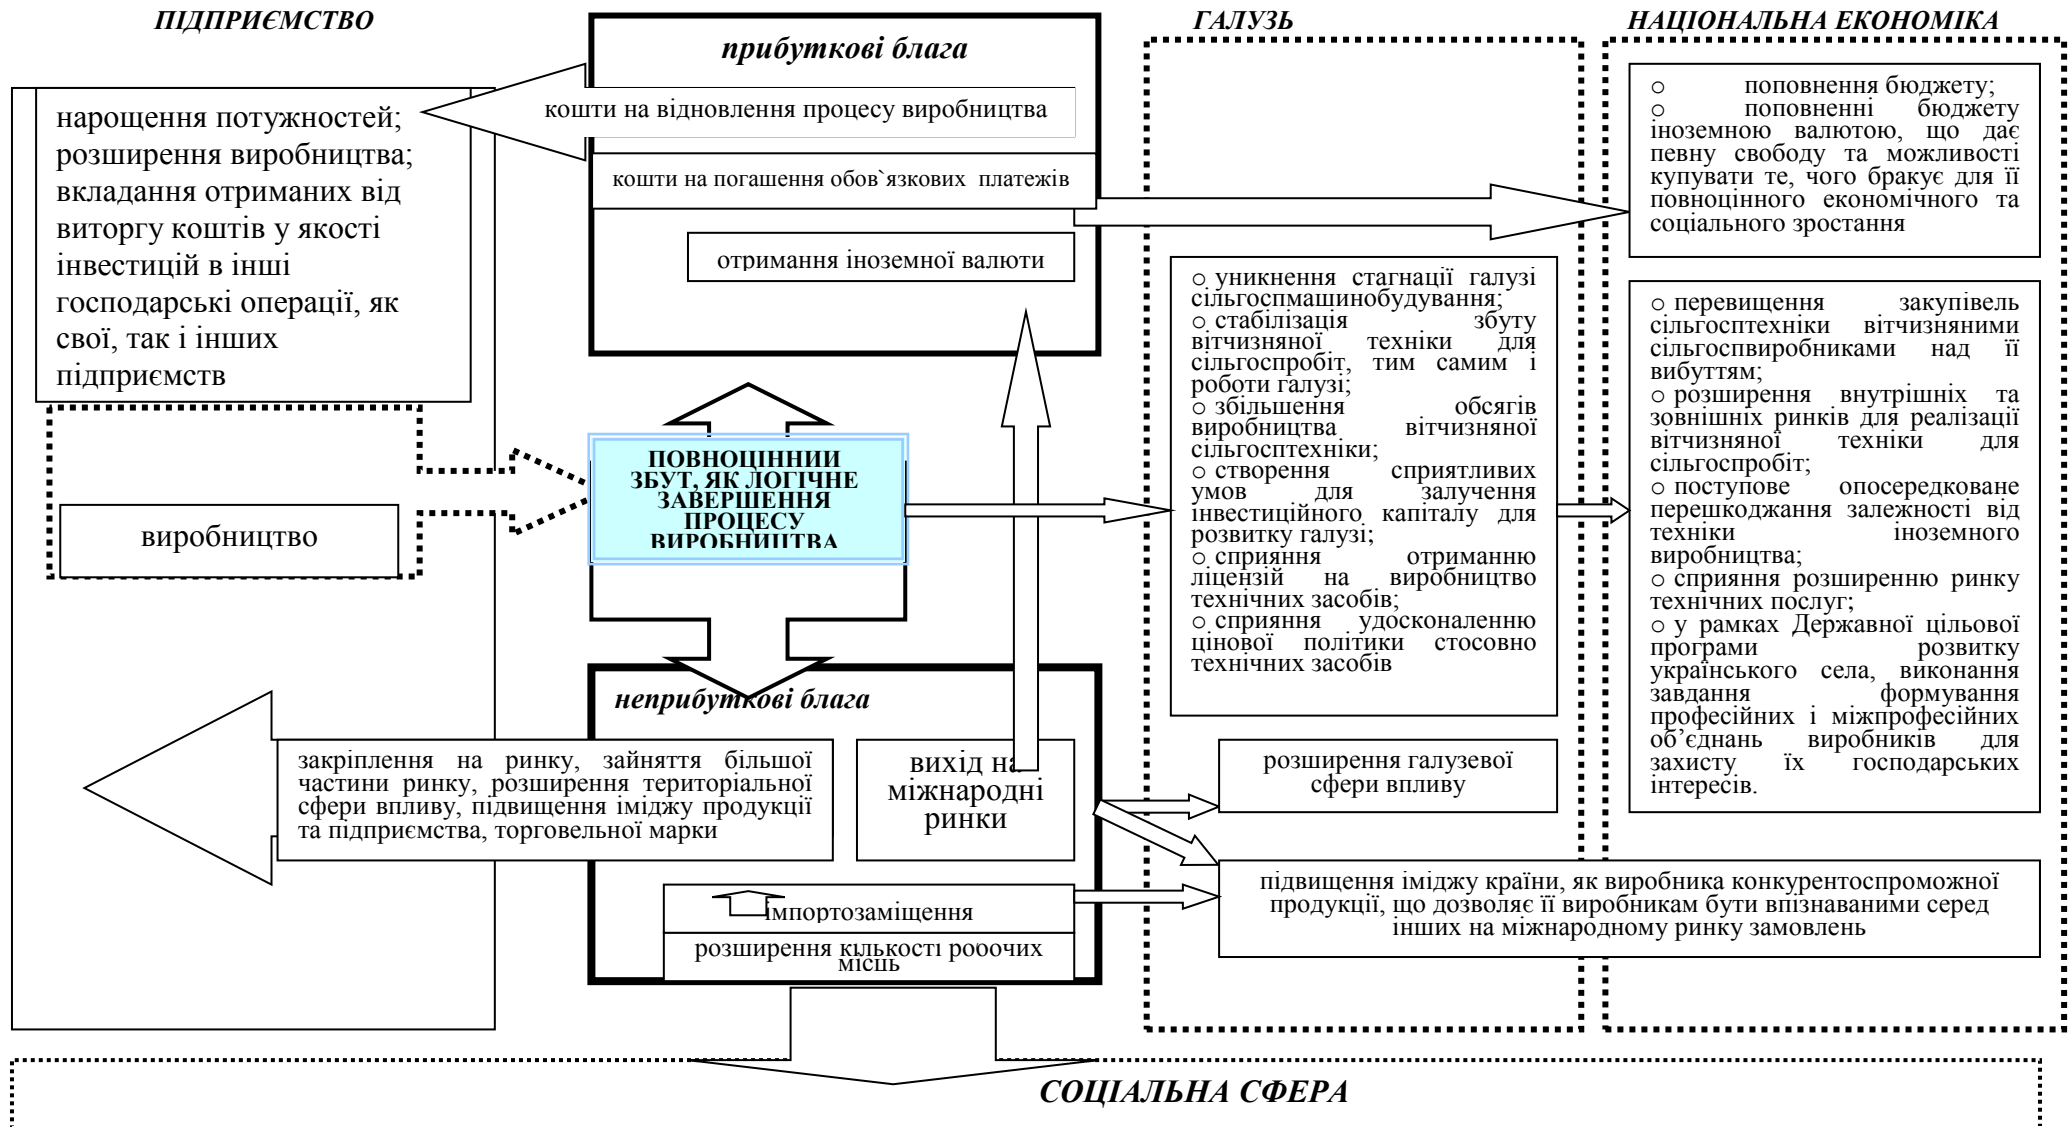 ПІДПРИЄМСТВО
ГАЛУЗЬ
НАЦІОНАЛЬНА ЕКОНОМІКА
прибуткові блага
кошти на відновлення процесу виробництва
кошти на погашення обов`язкових платежів
отримання іноземної валюти
нарощення потужностей;
розширення виробництва;
вкладання отриманих від
виторгу коштів у якості
інвестицій в інші
господарські операції, як
свої, так і інших
підприємств
виробництво
ПОВНОЦІННИЙ
ЗБУТ, ЯК ЛОГІЧНЕ
ЗАВЕРШЕННЯ
ПРОЦЕСУ
ВИРОБНИЦТВА
o уникнення стагнації галузі
сільгоспмашинобудування;
o стабілізація збуту
вітчизняної техніки для
сільгоспробіт, тим самим і
роботи галузі;
o збільшення обсягів
виробництва вітчизняної
сільгосптехніки;
o створення сприятливих
умов для залучення
інвестиційного капіталу для
розвитку галузі;
o сприяння отриманню
ліцензій на виробництво
технічних засобів;
o сприяння удосконаленню
цінової політики стосовно
технічних засобів
o поповнення бюджету;
o поповненні бюджету
іноземною валютою, що дає
певну свободу та можливості
купувати те, чого бракує для її
повноцінного економічного та
соціального зростання
o перевищення закупівель
сільгосптехніки вітчизняними
сільгоспвиробниками над її
вибуттям;
o розширення внутрішніх та
зовнішніх ринків для реалізації
вітчизняної техніки для
сільгоспробіт;
o поступове опосередковане
перешкоджання залежності від
техніки іноземного
виробництва;
o сприяння розширенню ринку
технічних послуг;
o у рамках Державної цільової
програми розвитку
українського села, виконання
завдання формування
професійних і міжпрофесійних
об’єднань виробників для
захисту їх господарських
інтересів.
неприбуткові блага
закріплення на ринку, зайняття більшої
частини ринку, розширення територіальної
сфери впливу, підвищення іміджу продукції
та підприємства, торговельної марки
вихід на
міжнародні
ринки
імпортозаміщення
розширення кількості робочих
місць
розширення галузевої
сфери впливу
підвищення іміджу країни, як виробника конкурентоспроможної
продукції, що дозволяє її виробникам бути впізнаваними серед
інших на міжнародному ринку замовлень
СОЦІАЛЬНА СФЕРА